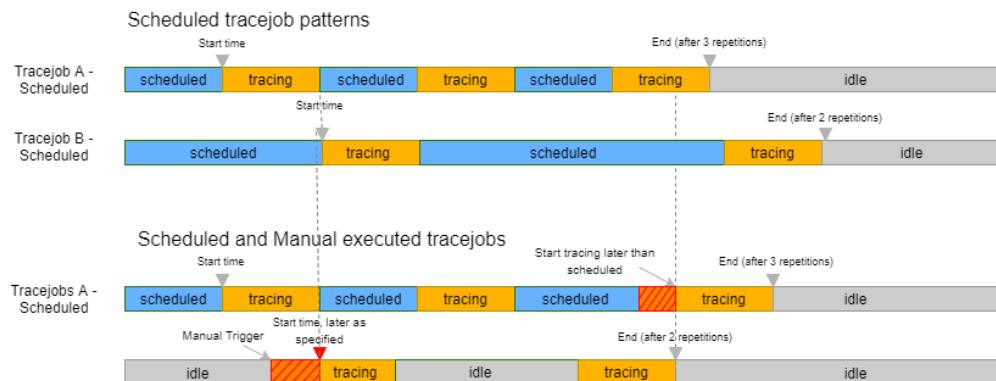 Scheduled tracejob patterns
Start time
End (after 3 repetitions)
Tracejob A -
Scheduled
scheduled
tracing
scheduled
tracing
scheduled
tracing
idle
Start time
End (after 2 repetitions)
Tracejob B -
Scheduled
scheduled
tracing
scheduled
tracing
idle
Scheduled and Manual executed tracejobs
Start time
Start tracing later than
scheduled
End (after 3 repetitions)
Tracejobs A -
Scheduled
scheduled
tracing
scheduled
tracing
scheduled
tracing
idle
Manual Trigger
Start time, later as
specified
End (after 2 repetitions)
idle
tracing
idle
tracing
idle